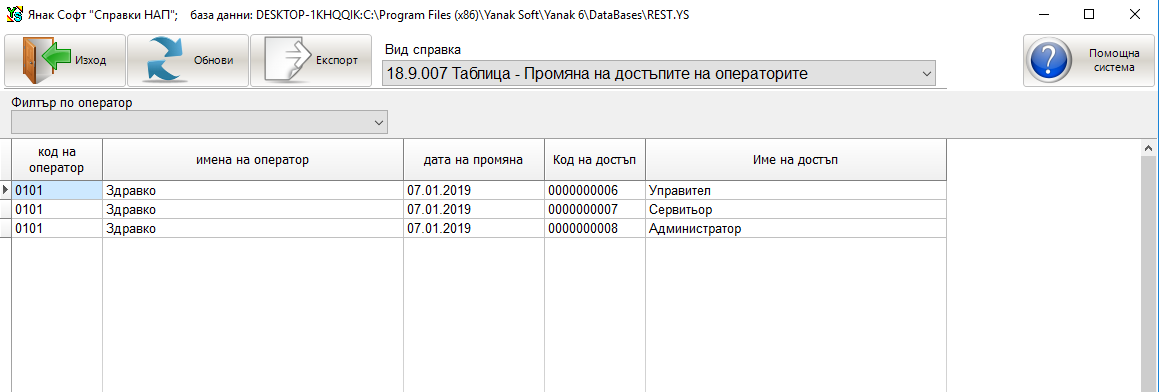 Янак Софт "Справки НАП"; база данни: DESKTOP-1KHQQIK:C:\Program Files (x86)\Yanak Soft\Yanak 6\DataBases\REST.YS
Изход
Обнови
Експорт
Вид справка
18.9.007 Таблица - Промяна на достъпите на операторите
Помощна
система
Филтър по оператор
код на
оператор
имена на оператор
дата на промяна
Код на достъп
Име на достъп
0101 Здравко 07.01.2019 0000000006 Управител
0101 Здравко 07.01.2019 0000000007 Сервитьор
0101 Здравко 07.01.2019 0000000008 Администратор